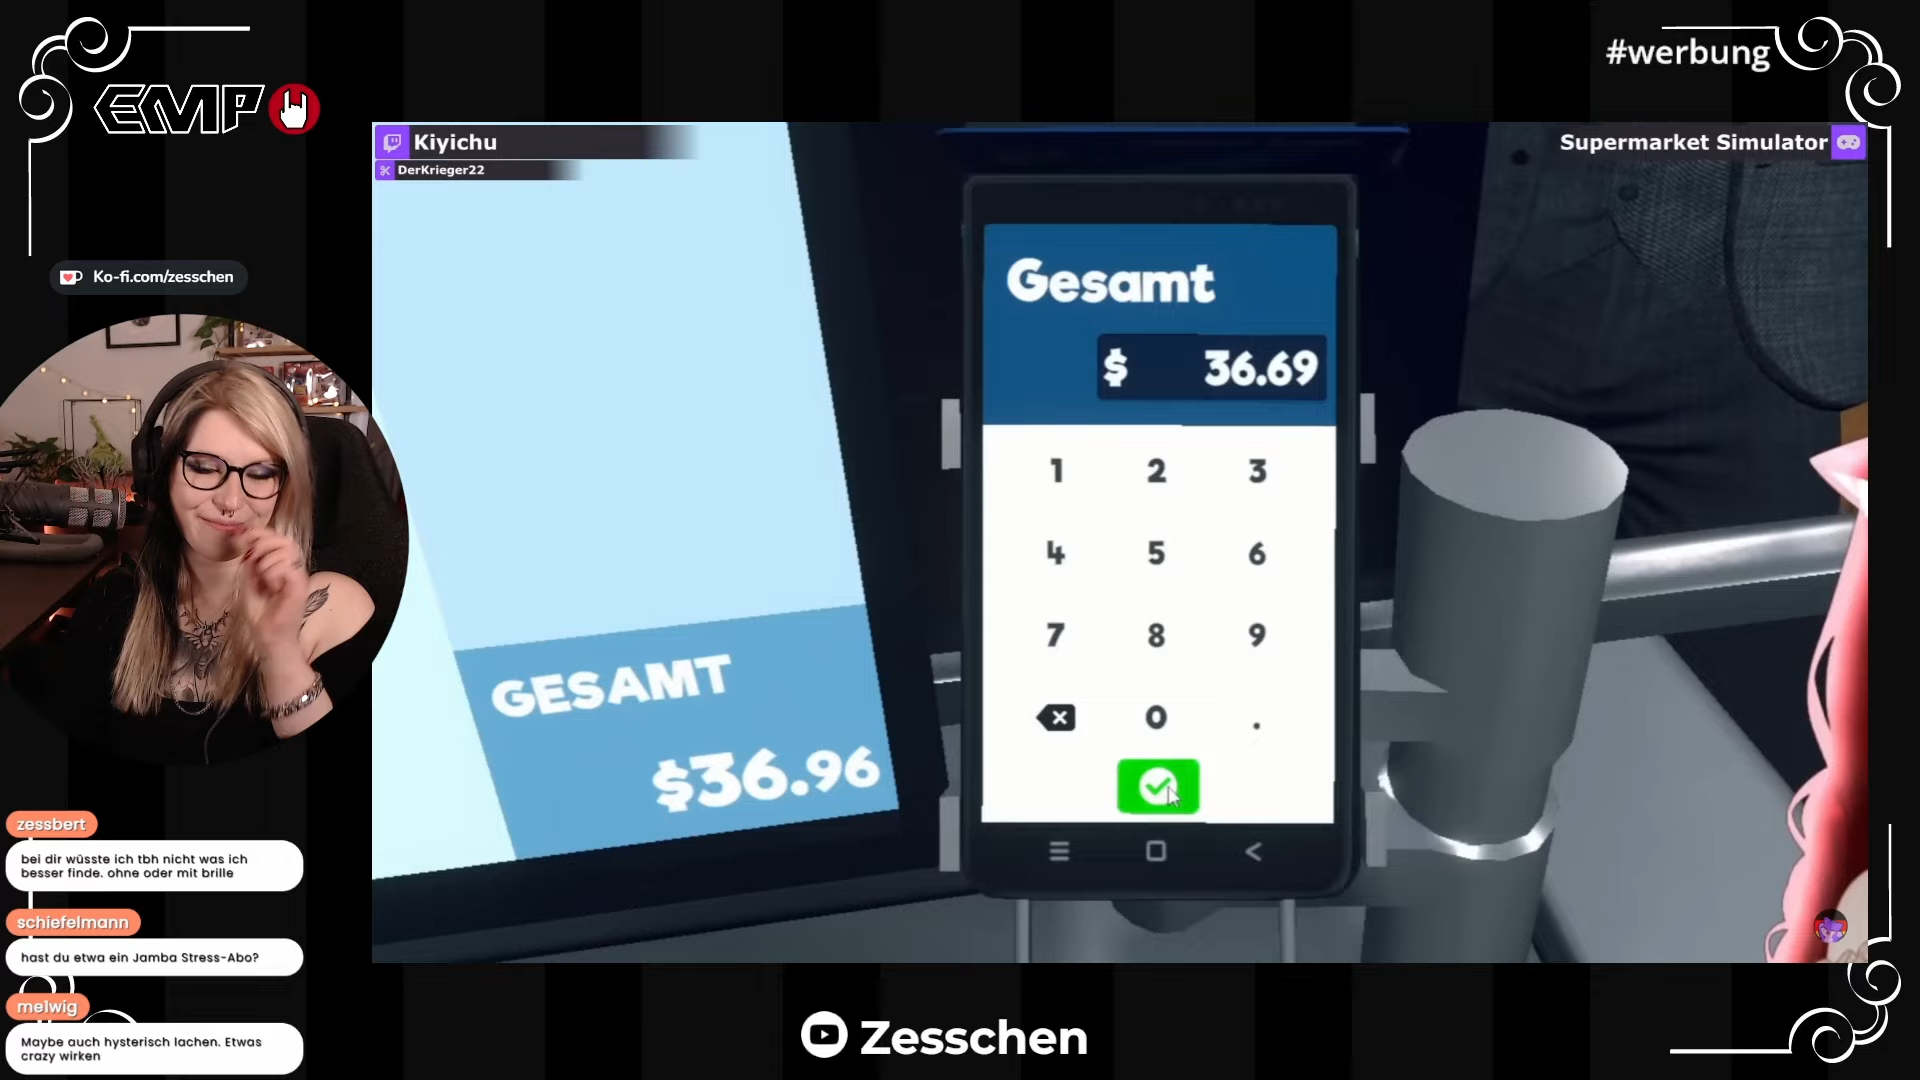 EMP
#werbung
Kiyichu
DerKrieger22
Supermarket Simulator
Ko-fi.com/zesschen
Gesamt
$ 36.69
1 2 3
4 5 6
7 8 9
0 .
GESAMT
$36.96
zessbert
bei dir wüsste ich tbh nicht was ich
besser finde. ohne oder mit brille
schiefelmann
hast du etwa ein Jamba Stress-Abo?
me1wig
Maybe auch hysterisch lachen. Etwas
crazy wirken
Zesschen